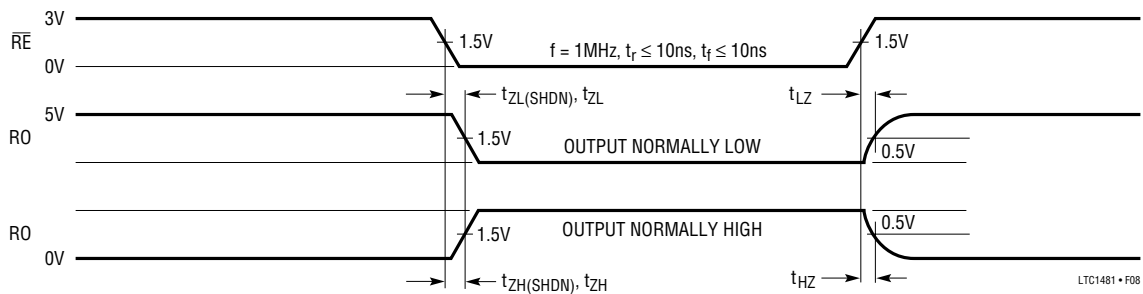 3V
R̅E̅
0V
1.5V
f = 1MHz, tr ≤ 10ns, tf ≤ 10ns
1.5V
tZL(SHDN), tZL
tLZ
5V
RO
1.5V
OUTPUT NORMALLY LOW
0.5V
RO
0V
1.5V
OUTPUT NORMALLY HIGH
0.5V
tZH(SHDN), tZH
tHZ
LTC1481 • F08